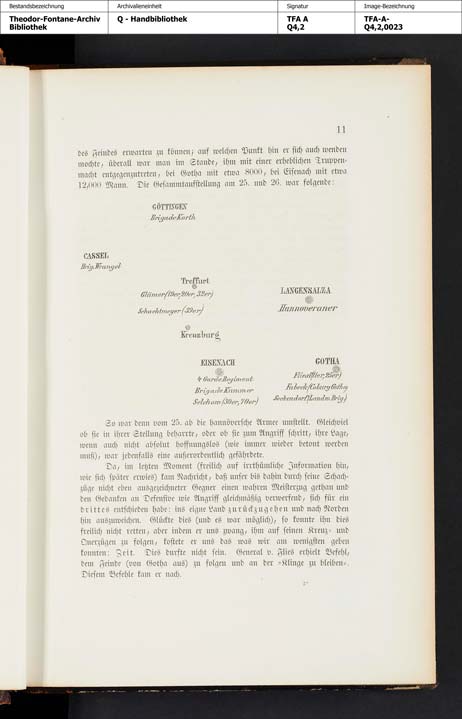 Bestandsbezeichnung
Archivalieneinheit
Signatur
Image-Bezeichnung
Theodor-Fontane-Archiv
Bibliothek
Q - Handbibliothek
TFA A
Q4,2
TFA-A-
Q4,2,0023
11
des Feindes erwarten zu können; auf welchen Punkt hin er sich auch wenden
mochte, überall war man im Stande, ihm mit einer erheblichen Truppen-
macht entgegenzutreten, bei Gotha mit etwa 8000, bei Eisenach mit etwa
12,000 Mann. Die Gesammtaufstellung am 25. und 26. war folgende:
GÖTTINGEN
Brigade Korth
CASSEL
Brig. Wrangel
Treffurt
Glümer (19er, 20er, 32er)
Schachtmeyer (39er)
LANGENSALZA
Hannoveraner
Kreuzburg
EISENACH
4 Garde Regiment
Brigade Kummer
Selchow (30er, 70er)
GOTHA
Flies (11er, 25er)
Fabeck (Coburg Gotha)
Seckendorf (Landw. Brig)
So war denn vom 25. ab die hannöversche Armee umstellt. Gleichviel
ob sie in ihrer Stellung beharrte, oder ob sie zum Angriff schritt, ihre Lage,
wenn auch nicht absolut hoffnungslos (wie immer wieder betont werden
muß), war jedenfalls eine außerordentlich gefährdete.
Da, im letzten Moment (freilich auf irrthümliche Information hin,
wie sich später erwies) kam Nachricht, daß unser bis dahin durch seine Schach-
züge nicht eben ausgezeichneter Gegner einen wahren Meisterzug gethan und
den Gedanken an Defensive wie Angriff gleichmäßig verwerfend, sich für ein
drittes entschieden habe: ins eigne Land zurückzugehen und nach Norden
hin auszuweichen. Glückte dies (und es war möglich), so konnte ihn dies
freilich nicht retten, aber indem er uns zwang, ihm auf seinen Kreuz- und
Querzügen zu folgen, kostete er uns das was wir am wenigsten geben
konnten: Zeit. Dies durfte nicht sein. General v. Flies erhielt Befehl,
dem Feinde (von Gotha aus) zu folgen und an der »Klinge zu bleiben«.
Diesem Befehle kam er nach.
2*